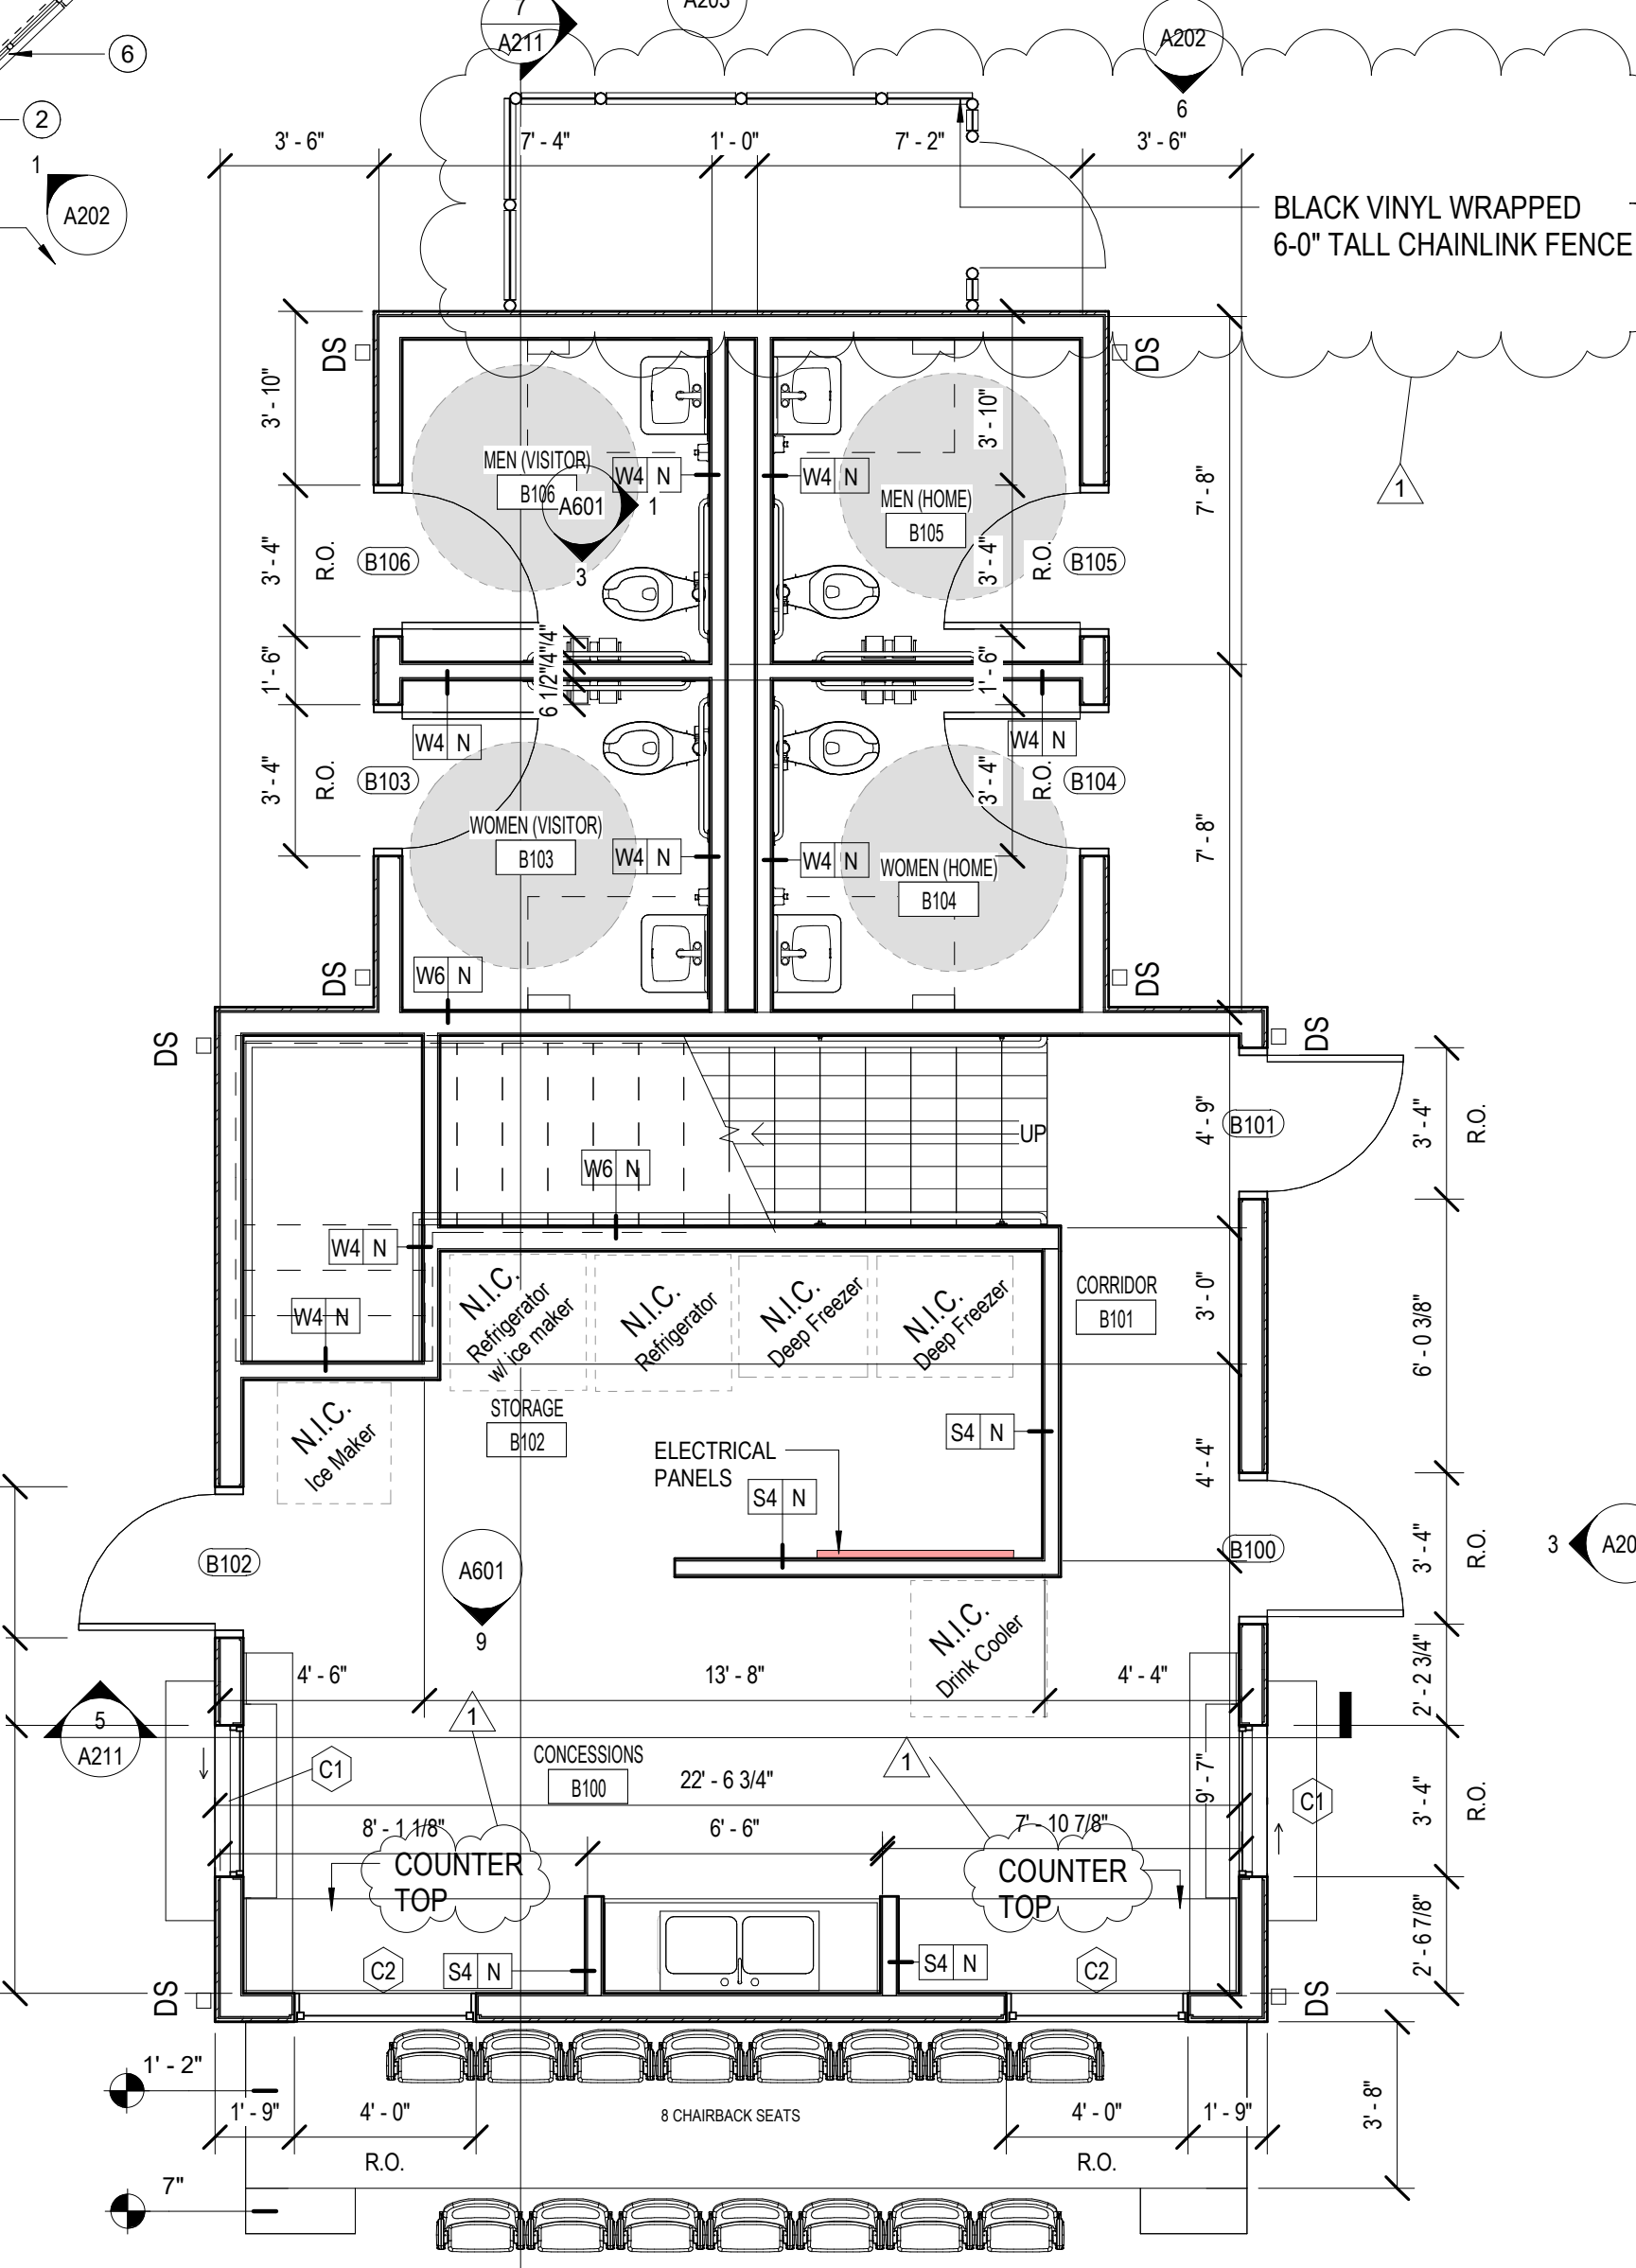 7
A211
A203
A202
6
6
2
1
A202
3' - 6"
7' - 4"
1' - 0"
7' - 2"
3' - 6"
BLACK VINYL WRAPPED
6-0" TALL CHAINLINK FENCE
DS
DS
3' - 10"
3' - 10"
MEN (VISITOR)
B106
W4 N
W4 N
A601
1
3
MEN (HOME)
B105
7' - 8"
1
3' - 4"
R.O.
B106
3' - 4"
R.O.
B105
1' - 6"
6 1/2"
1' - 6"
W4 N
W4 N
3' - 4"
R.O.
B103
3' - 4"
R.O.
B104
WOMEN (VISITOR)
B103
W4 N
W4 N
WOMEN (HOME)
B104
7' - 8"
DS
W6 N
DS
DS
DS
UP
4' - 9"
B101
3' - 4"
R.O.
W6 N
W4 N
W4 N
N.I.C.
Refrigerator
w/ ice maker
N.I.C.
Refrigerator
N.I.C.
Deep Freezer
N.I.C.
Deep Freezer
CORRIDOR
B101
3' - 0"
6' - 0 3/8"
N.I.C.
Ice Maker
STORAGE
B102
ELECTRICAL
PANELS
S4 N
S4 N
4' - 4"
B102
A601
9
B100
3' - 4"
R.O.
3
A20
N.I.C.
Drink Cooler
4' - 6"
13' - 8"
4' - 4"
2' - 2 3/4"
5
A211
1
1
C1
CONCESSIONS
B100
22' - 6 3/4"
9' - 7"
C1
3' - 4"
R.O.
8' - 1 1/8"
6' - 6"
7' - 10 7/8"
COUNTER
TOP
COUNTER
TOP
C2
S4 N
S4 N
C2
2' - 6 7/8"
DS
DS
1' - 2"
1' - 9"
4' - 0"
8 CHAIRBACK SEATS
4' - 0"
1' - 9"
3' - 8"
R.O.
R.O.
7"